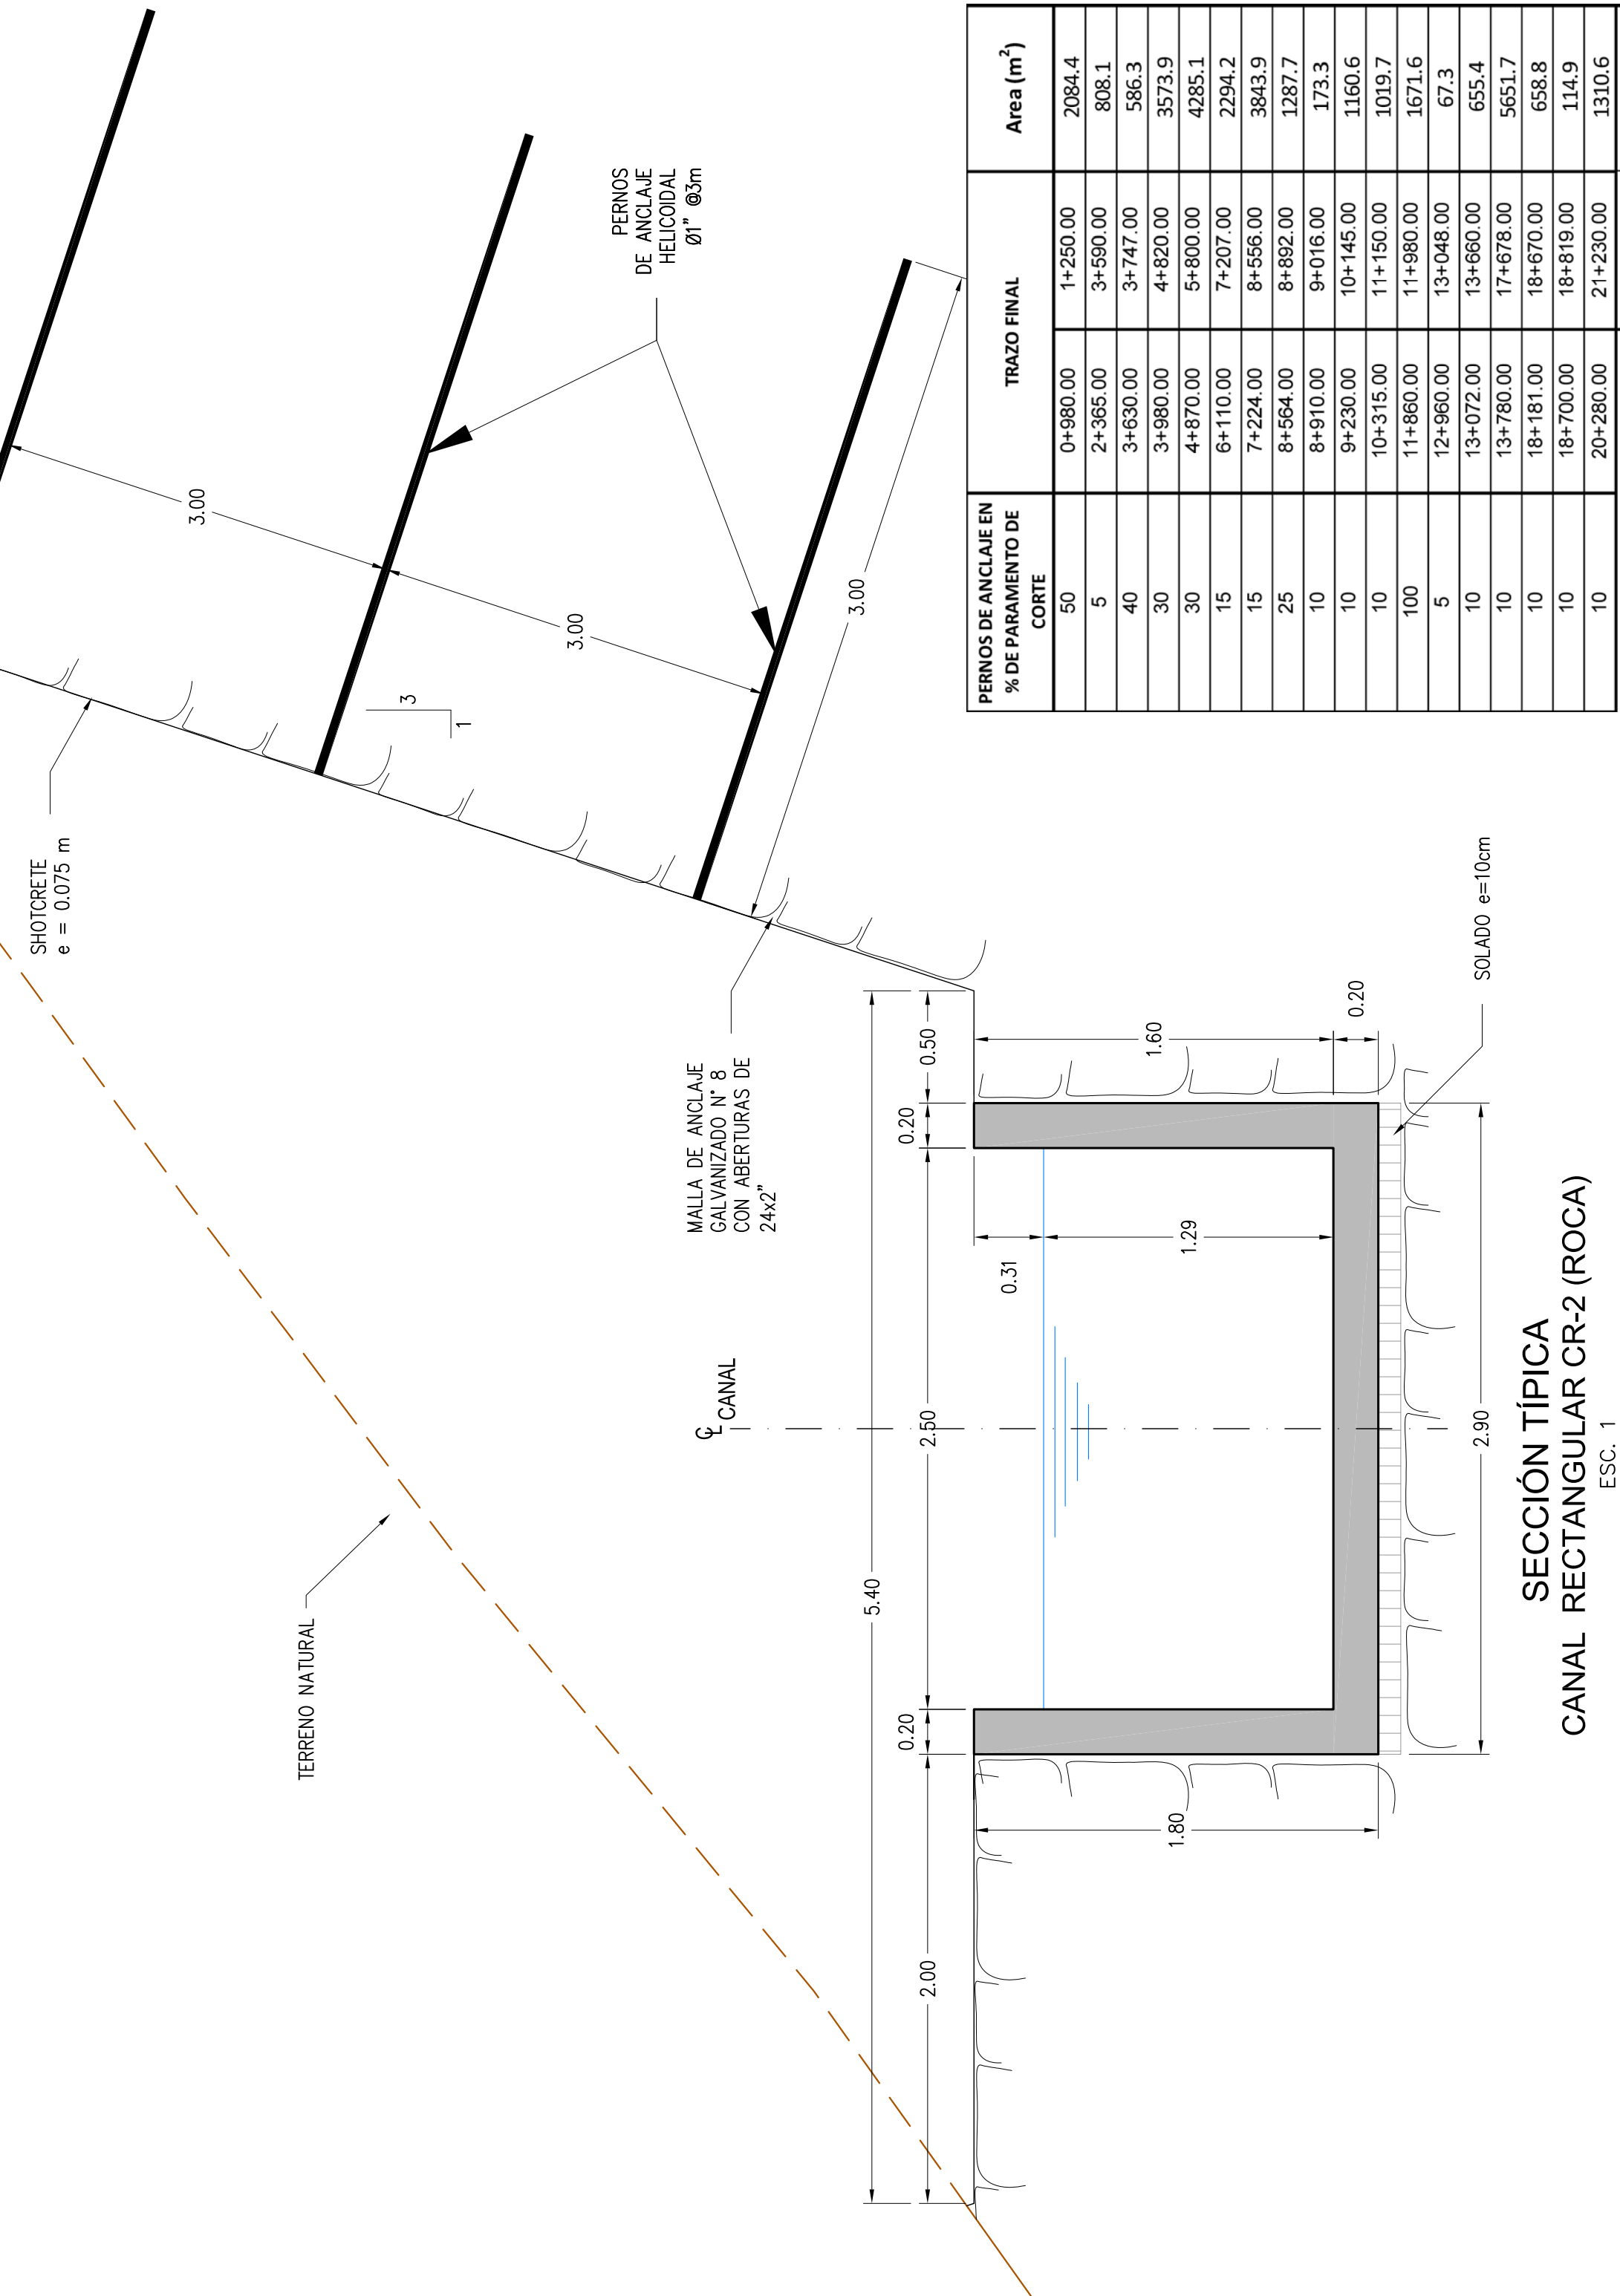 SHOTCRETE
e = 0.075 m
3.00
3.00
3.00
3
1
PERNOS
DE ANCLAJE
HELICOIDAL
Ø1" @3m
TERRENO NATURAL
MALLA DE ANCLAJE
GALVANIZADO N° 8
CON ABERTURAS DE
24x2"
℄ CANAL
5.40
2.00
0.20
2.50
0.20
0.50
0.31
1.29
1.60
0.20
1.80
2.90
SOLADO e=10cm
SECCIÓN TÍPICA
CANAL RECTANGULAR CR-2 (ROCA)
ESC. 1
PERNOS DE ANCLAJE EN % DE PARAMENTO DE CORTE TRAZO FINAL Area (m²)
50 0+980.00 1+250.00 2084.4
5 2+365.00 3+590.00 808.1
40 3+630.00 3+747.00 586.3
30 3+980.00 4+820.00 3573.9
30 4+870.00 5+800.00 4285.1
15 6+110.00 7+207.00 2294.2
15 7+224.00 8+556.00 3843.9
25 8+564.00 8+892.00 1287.7
10 8+910.00 9+016.00 173.3
10 9+230.00 10+145.00 1160.6
10 10+315.00 11+150.00 1019.7
100 11+860.00 11+980.00 1671.6
5 12+960.00 13+048.00 67.3
10 13+072.00 13+660.00 655.4
10 13+780.00 17+678.00 5651.7
10 18+181.00 18+670.00 658.8
10 18+700.00 18+819.00 114.9
10 20+280.00 21+230.00 1310.6